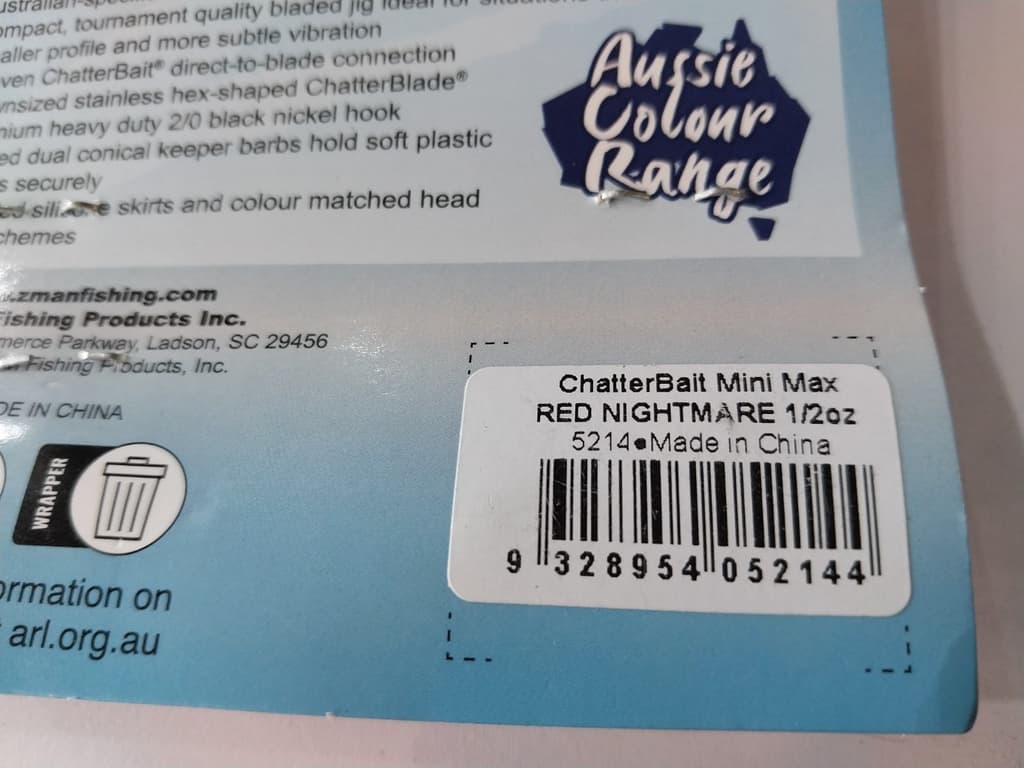 ompact, tournament quality bladed jig ideal for situations
aller profile and more subtle vibration
ven ChatterBait® direct-to-blade connection
nsized stainless hex-shaped ChatterBlade®
nium heavy duty 2/0 black nickel hook
ed dual conical keeper barbs hold soft plastic
s securely
ed silicone skirts and colour matched head
chemes
Aussie
Colour
Range
.zmanfishing.com
Fishing Products Inc.
merce Parkway, Ladson, SC 29456
Fishing Products, Inc.
DE IN CHINA
WRAPPER
ormation on
arl.org.au
ChatterBait Mini Max
RED NIGHTMARE 1/2oz
5214•Made in China
9 328954 052144